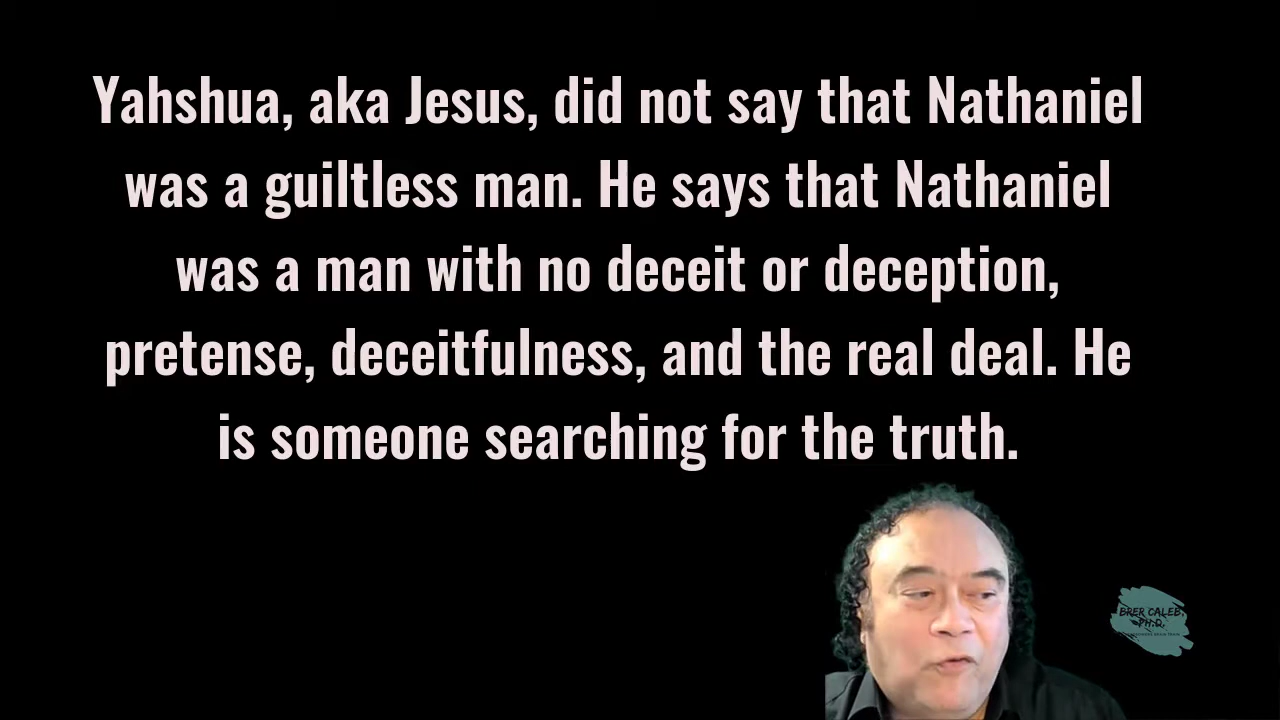 Yahshua, aka Jesus, did not say that Nathaniel
was a guiltless man. He says that Nathaniel
was a man with no deceit or deception,
pretense, deceitfulness, and the real deal. He
is someone searching for the truth.
BRER CALEB,
PH.D.